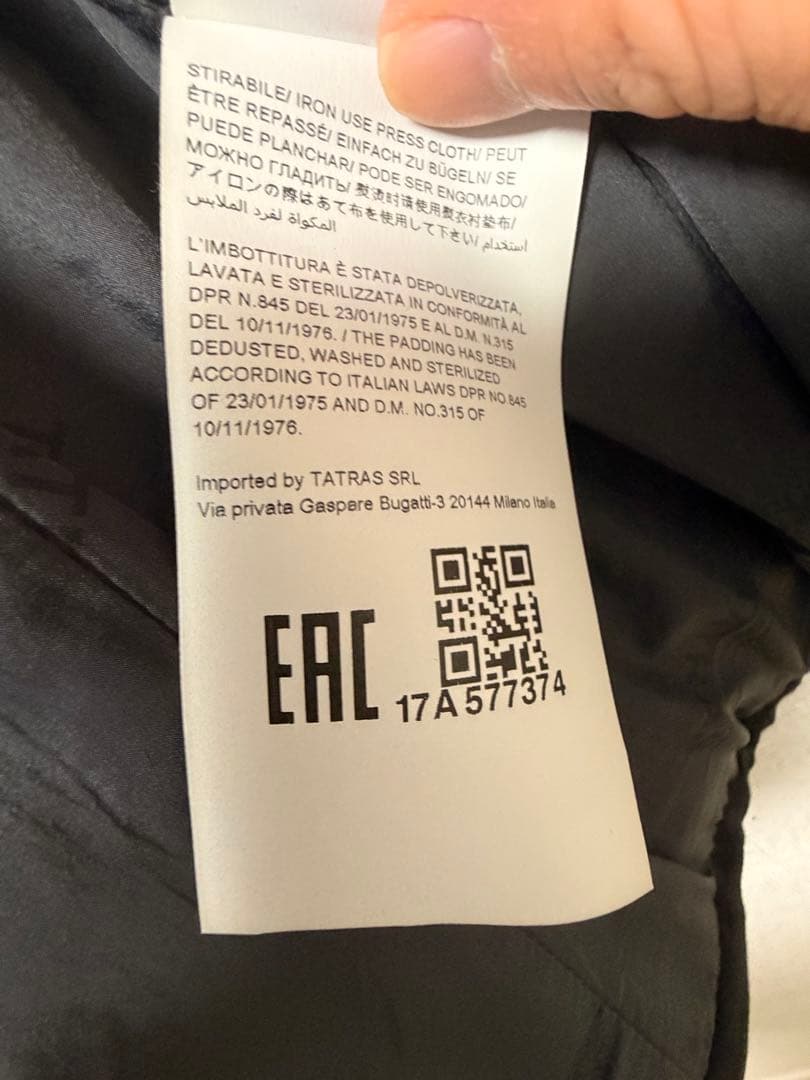 STIRABILE/ IRON USE PRESS CLOTH/ PEUT
ÊTRE REPASSÉ/ EINFACH ZU BÜGELN/ SE
PUEDE PLANCHAR/ PODE SER ENGOMADO/
МОЖНО ГЛАДИТЬ/ 熨烫时请使用熨衣衬垫布/
アイロンの際はあて布を使用して下さい/ استخدام
المكواة لفرد الملابس
L'IMBOTTITURA È STATA DEPOLVERIZZATA,
LAVATA E STERILIZZATA IN CONFORMITÀ AL
DPR N.845 DEL 23/01/1975 E AL D.M. N.315
DEL 10/11/1976. / THE PADDING HAS BEEN
DEDUSTED, WASHED AND STERILIZED
ACCORDING TO ITALIAN LAWS DPR NO.845
OF 23/01/1975 AND D.M. NO.315 OF
10/11/1976.
Imported by TATRAS SRL
Via privata Gaspare Bugatti-3 20144 Milano Italia
EAC
17A577374